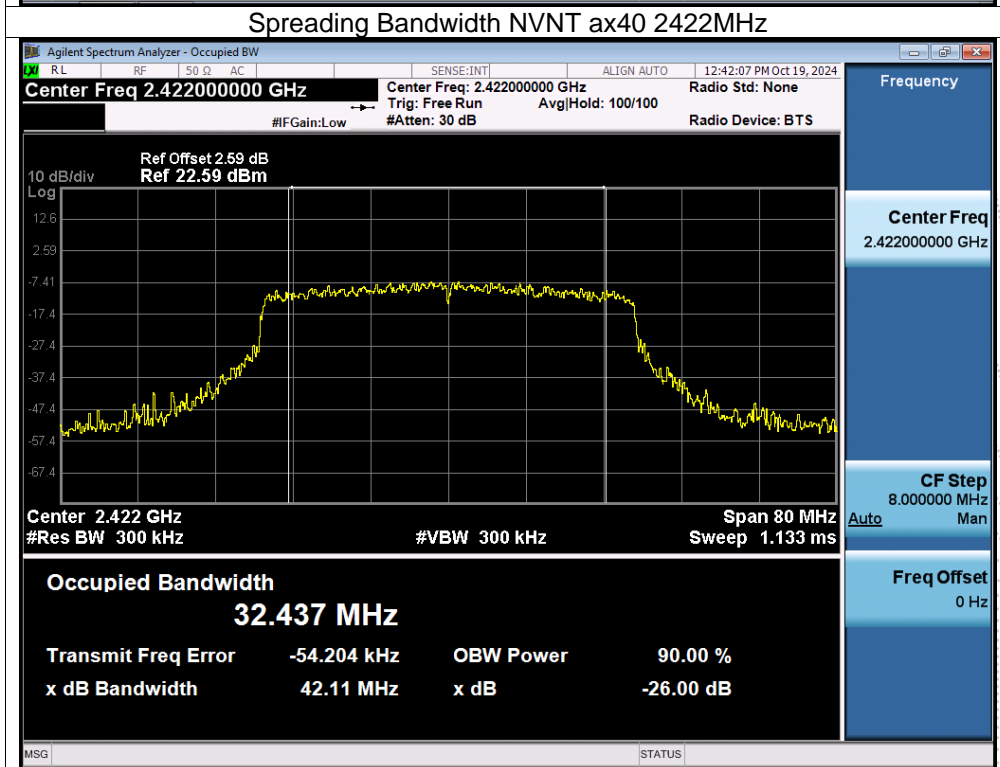 Spreading Bandwidth NVNT ax40 2422MHz
Agilent Spectrum Analyzer - Occupied BW
LXI RL RF 50 Ω AC SENSE:INT ALIGN AUTO 12:42:07 PM Oct 19, 2024
Center Freq 2.422000000 GHz
Center Freq: 2.422000000 GHz Radio Std: None
Trig: Free Run Avg|Hold: 100/100
#IFGain:Low #Atten: 30 dB Radio Device: BTS
Ref Offset 2.59 dB
10 dB/div Ref 22.59 dBm
Log
12.6
2.59
-7.41
-17.4
-27.4
-37.4
-47.4
-57.4
-67.4
Center 2.422 GHz Span 80 MHz
#Res BW 300 kHz #VBW 300 kHz Sweep 1.133 ms
Occupied Bandwidth
32.437 MHz
Transmit Freq Error -54.204 kHz OBW Power 90.00 %
x dB Bandwidth 42.11 MHz x dB -26.00 dB
MSG STATUS
Frequency
Center Freq
2.422000000 GHz
CF Step
8.000000 MHz
Auto Man
Freq Offset
0 Hz